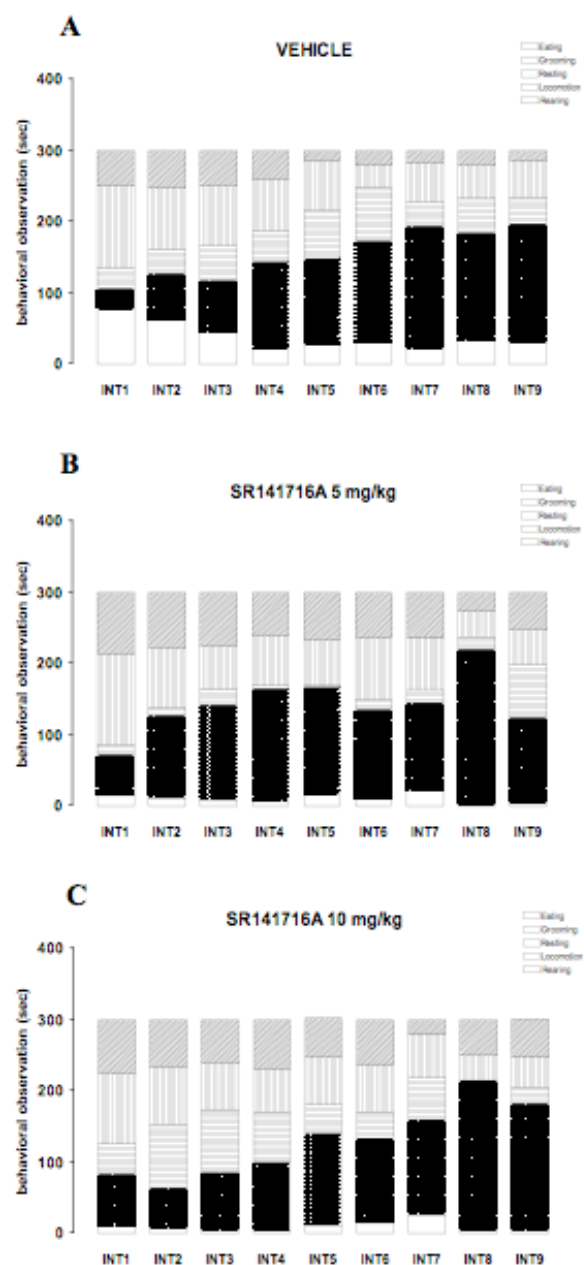 A
VEHICLE
Eating
Grooming
Resting
Locomotion
Rearing
behavioral observation (sec)
400
300
200
100
0
INT1 INT2 INT3 INT4 INT5 INT6 INT7 INT8 INT9
B
SR141716A 5 mg/kg
Eating
Grooming
Resting
Locomotion
Rearing
behavioral observation (sec)
400
300
200
100
0
INT1 INT2 INT3 INT4 INT5 INT6 INT7 INT8 INT9
C
SR141716A 10 mg/kg
Eating
Grooming
Resting
Locomotion
Rearing
behavioral observation (sec)
400
300
200
100
0
INT1 INT2 INT3 INT4 INT5 INT6 INT7 INT8 INT9